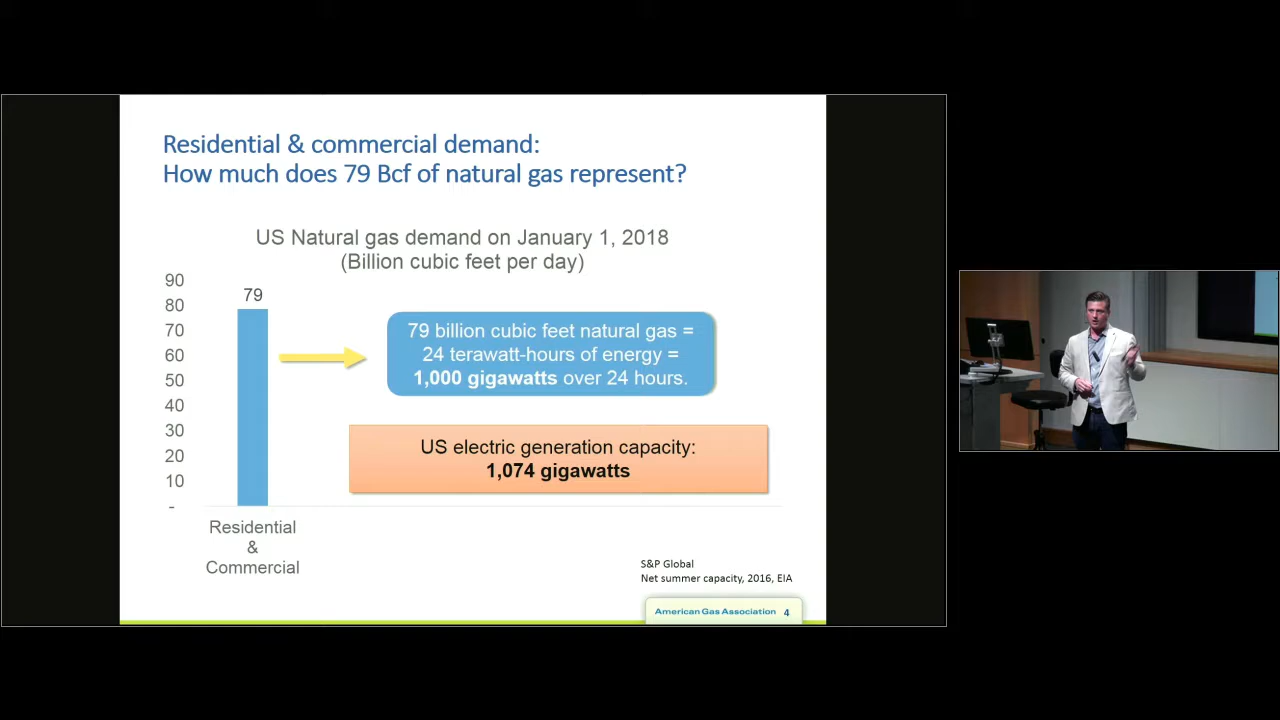 Residential & commercial demand:
How much does 79 Bcf of natural gas represent?
US Natural gas demand on January 1, 2018
(Billion cubic feet per day)
90
80
70
60
50
40
30
20
10
-
79
79 billion cubic feet natural gas =
24 terawatt-hours of energy =
1,000 gigawatts over 24 hours.
US electric generation capacity:
1,074 gigawatts
Residential
&
Commercial
S&P Global
Net summer capacity, 2016, EIA
American Gas Association 4